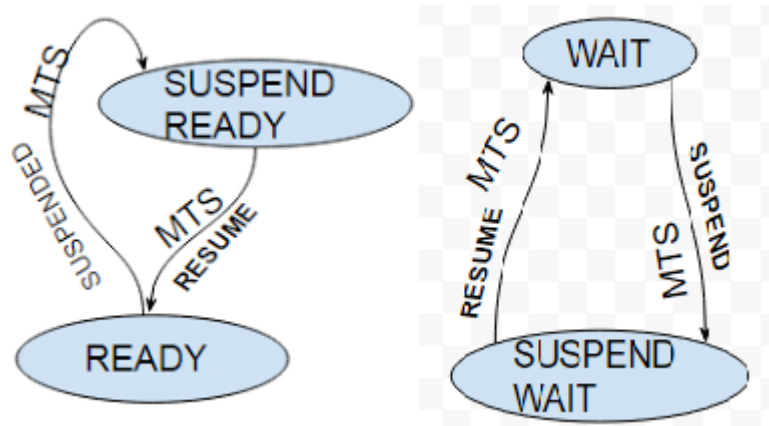 MTS
SUSPENDED
SUSPEND
READY
MTS
RESUME
READY
WAIT
MTS
RESUME
SUSPEND
MTS
SUSPEND
WAIT